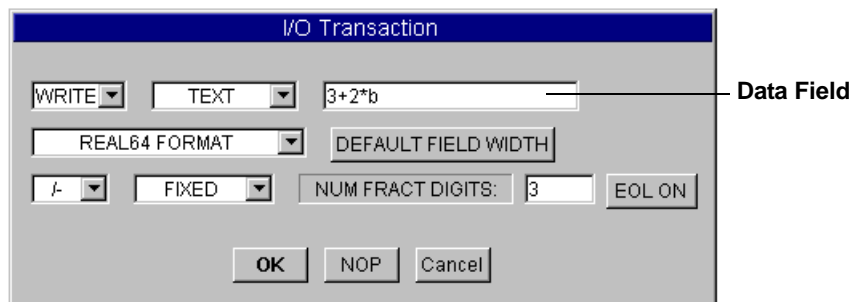 I/O Transaction
WRITE TEXT 3+2*b Data Field
REAL64 FORMAT DEFAULT FIELD WIDTH
/- FIXED NUM FRACT DIGITS: 3 EOL ON
OK NOP Cancel